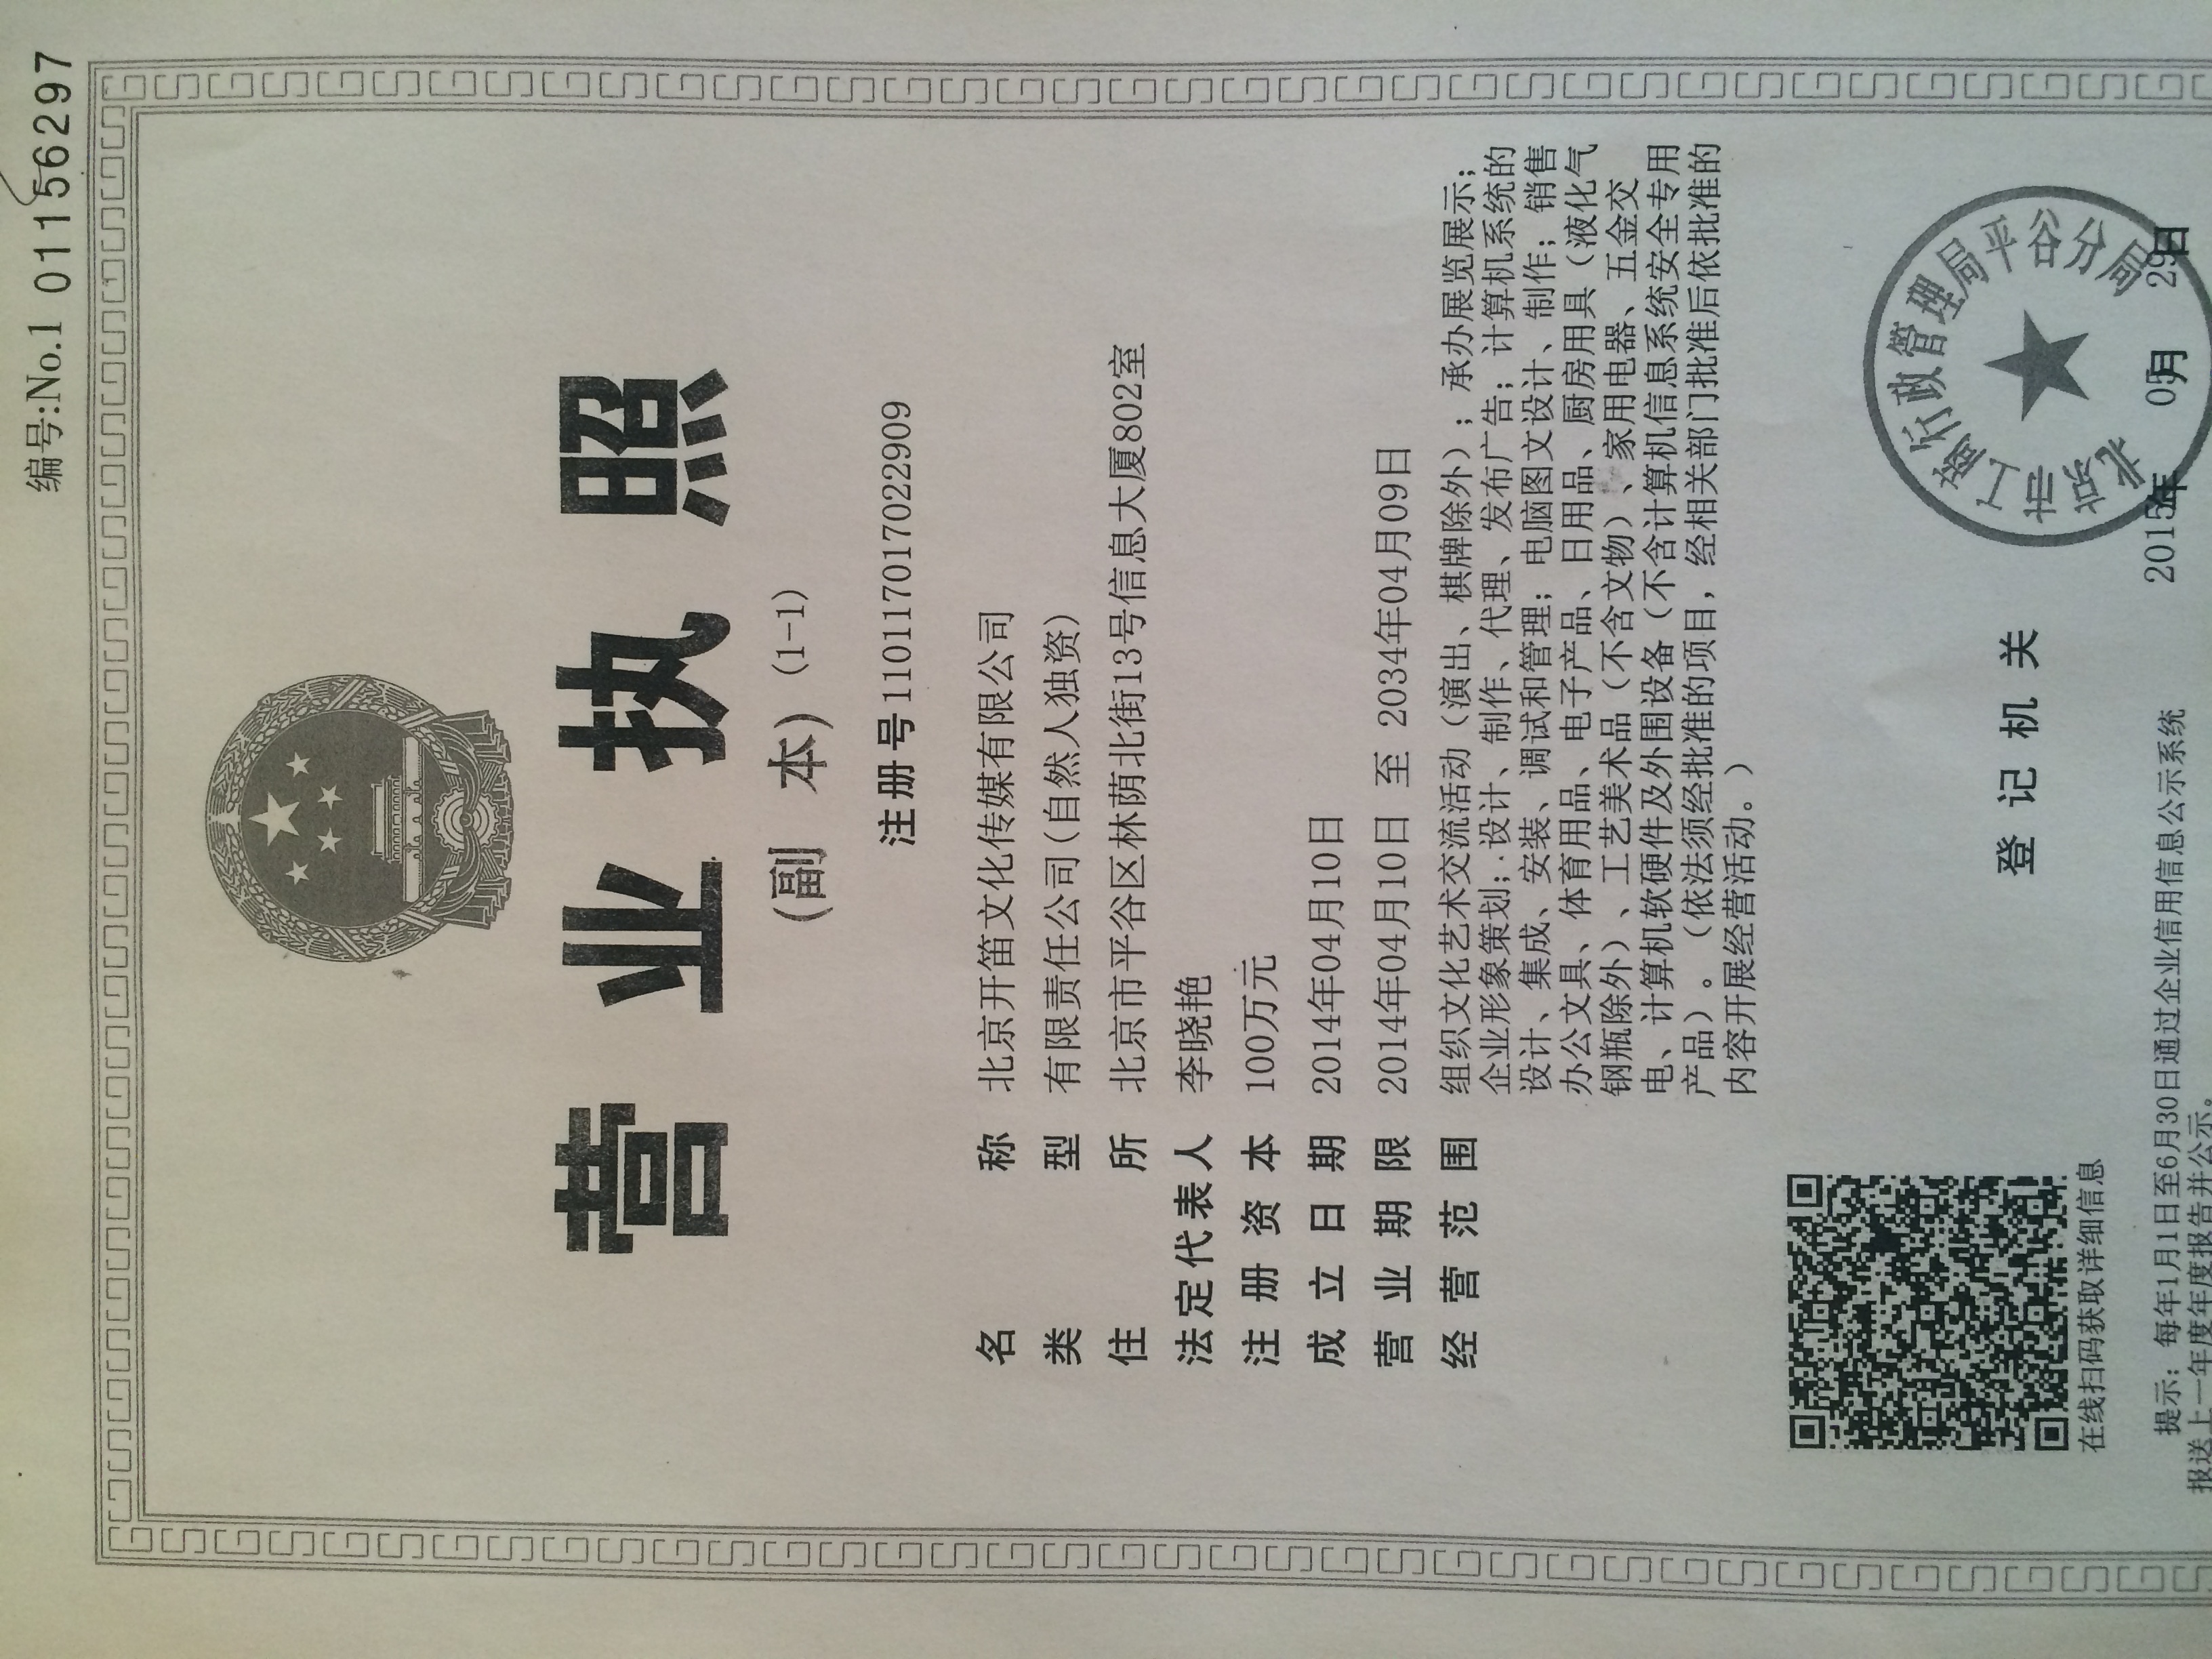 编号:No.1 01156297
营业执照
(副 本) (1-1)
注册号110117017022909
名 称 北京开笛文化传媒有限公司
类 型 有限责任公司(自然人独资)
住 所 北京市平谷区林荫北街13号信息大厦802室
法定代表人 李晓艳
注册资本 100万元
成立日期 2014年04月10日
营业期限 2014年04月10日 至 2034年04月09日
经营范围 组织文化艺术交流活动(演出、棋牌除外);承办展览展示;
企业形象策划;设计、制作、代理、发布广告;计算机系统的
设计、集成、安装、调试和管理;电脑图文设计、制作;销售
办公文具、体育用品、电子产品、日用品、厨房用具(液化气
钢瓶除外)、工艺美术品(不含文物)、家用电器、五金交
电、计算机软硬件及外围设备(不含计算机信息系统安全专用
产品)。(依法须经批准的项目,经相关部门批准后依批准的
内容开展经营活动。)
在线扫码获取详细信息
登记机关
北京市工商行政管理局平谷分局
2015年 05月 29日
提示:每年1月1日至6月30日通过企业信用信息公示系统
报送上一年度年度报告并公示。